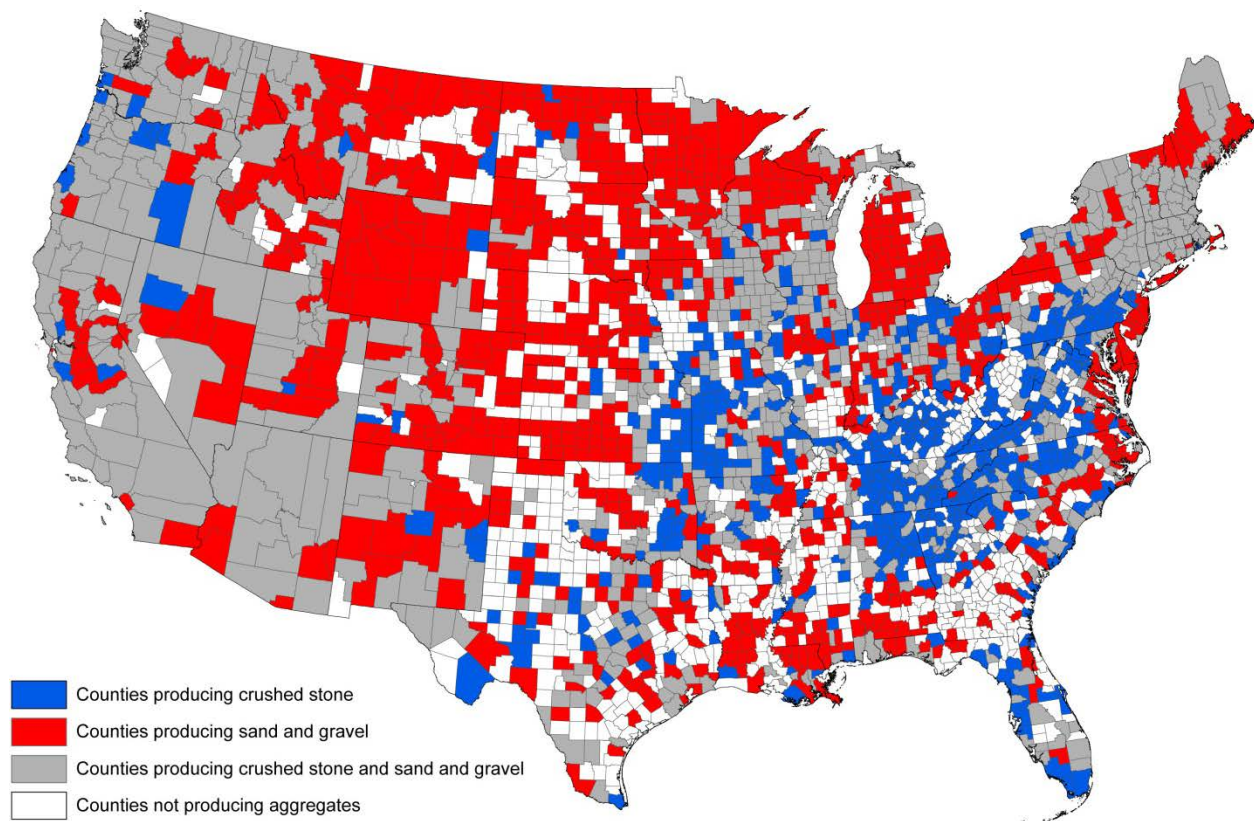 Counties producing crushed stone
Counties producing sand and gravel
Counties producing crushed stone and sand and gravel
Counties not producing aggregates